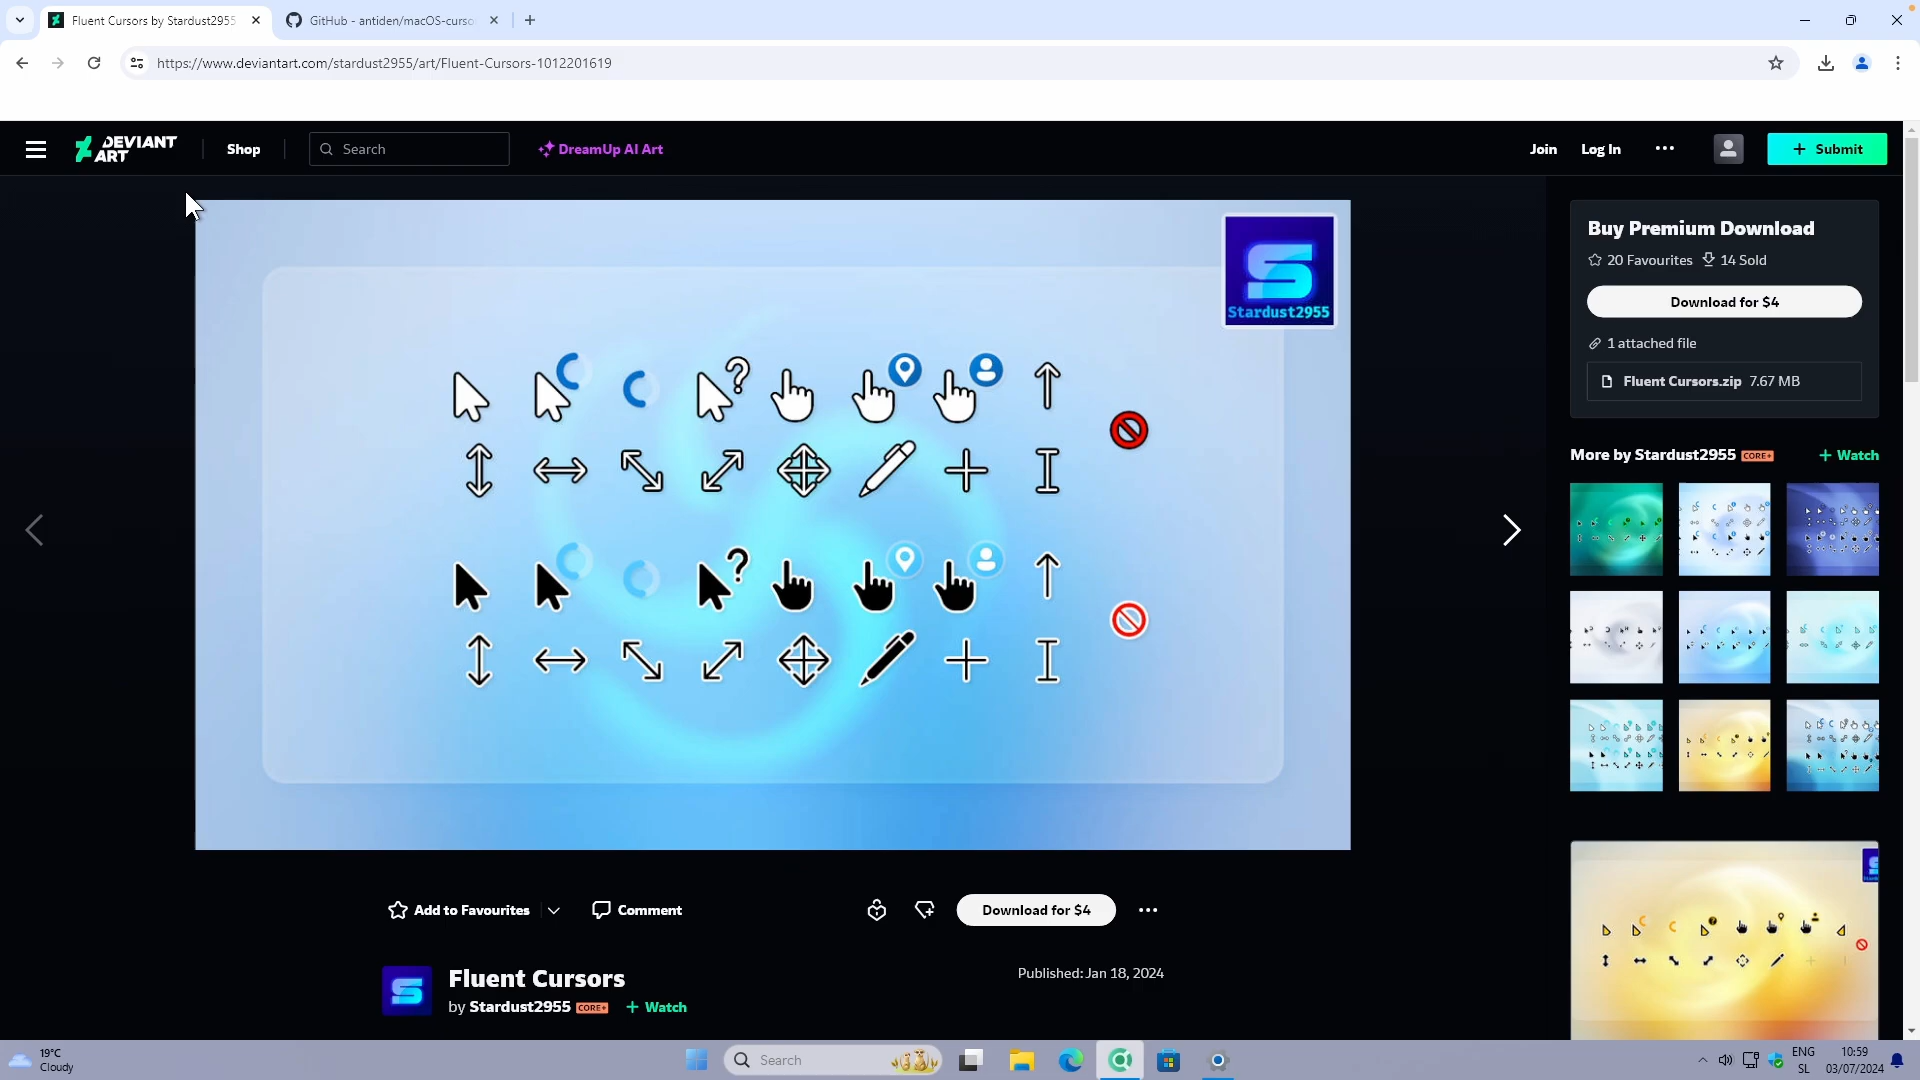 Fluent Cursors by Stardust2955
GitHub - antiden/macOS-curso
https://www.deviantart.com/stardust2955/art/Fluent-Cursors-1012201619
DEVIANT ART
Shop
Search
DreamUp AI Art
Join
Log In
Submit
Stardust2955
Buy Premium Download
20 Favourites
14 Sold
Download for $4
1 attached file
Fluent Cursors.zip 7.67 MB
More by Stardust2955 CORE+
+ Watch
Add to Favourites
Comment
Download for $4
Fluent Cursors
by Stardust2955 CORE+ + Watch
Published: Jan 18, 2024
19°C
Cloudy
Search
ENG
SL
10:59
03/07/2024